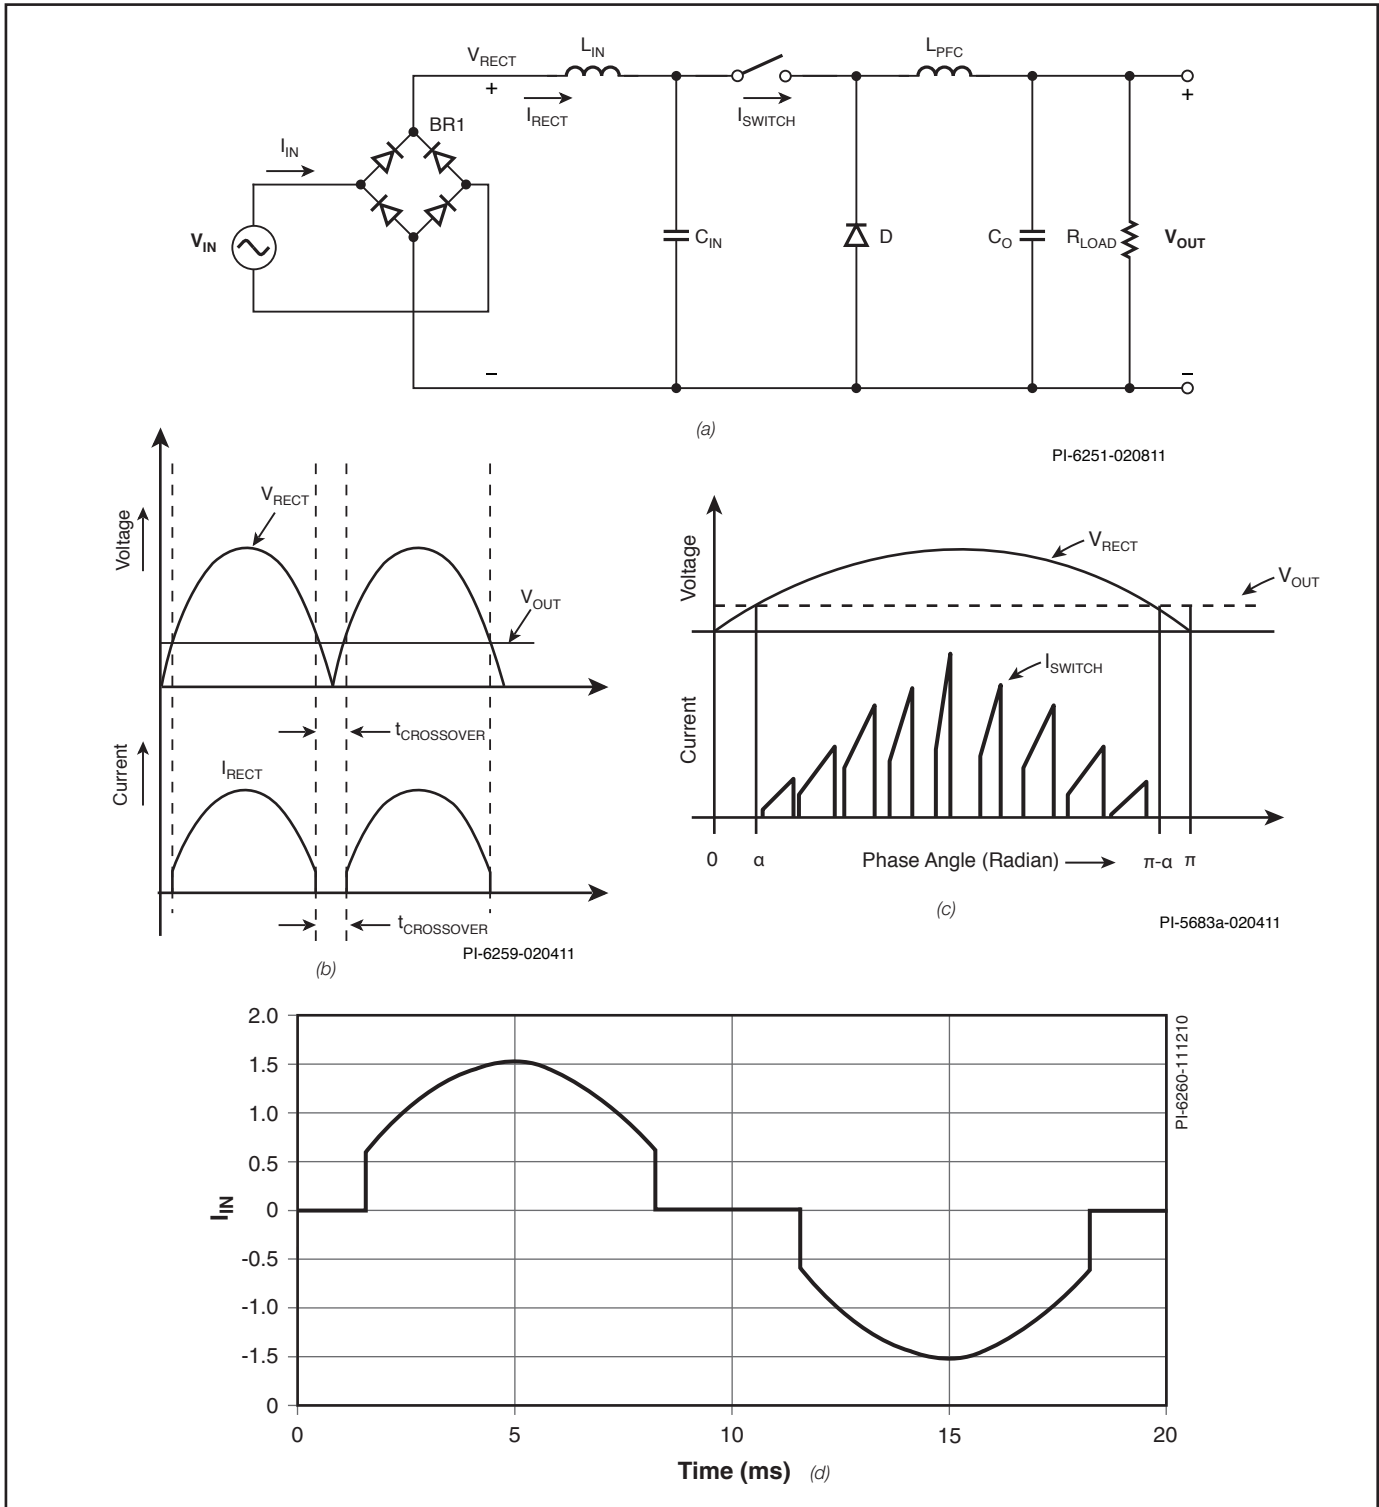 V_RECT
L_IN
L_PFC
+
I_RECT
I_SWITCH
+
BR1
I_IN
V_IN
C_IN
D
C_O
R_LOAD
V_OUT
–
–
(a)
PI-6251-020811
Voltage
V_RECT
V_OUT
t_CROSSOVER
Current
I_RECT
t_CROSSOVER
PI-6259-020411
(b)
Voltage
V_RECT
V_OUT
Current
I_SWITCH
0
α
Phase Angle (Radian)
π-α
π
(c)
PI-5683a-020411
2.0
1.5
1.0
0.5
0
-0.5
-1.0
-1.5
0
I_IN
PI-6260-111210
0
5
10
15
20
Time (ms) (d)